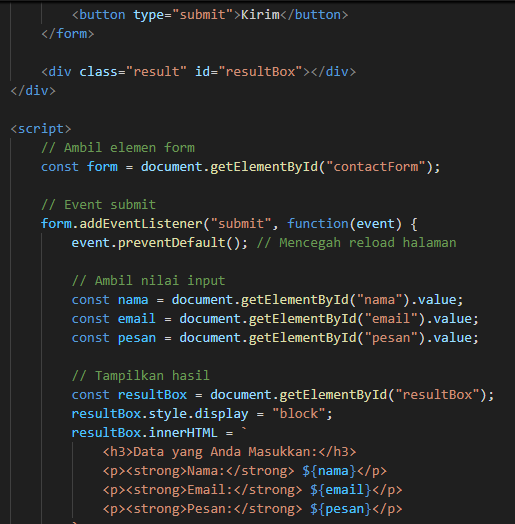 <button type="submit">Kirim</button>
</form>
<div class="result" id="resultBox"></div>
</div>
<script>
// Ambil elemen form
const form = document.getElementById("contactForm");
// Event submit
form.addEventListener("submit", function(event) {
event.preventDefault(); // Mencegah reload halaman
// Ambil nilai input
const nama = document.getElementById("nama").value;
const email = document.getElementById("email").value;
const pesan = document.getElementById("pesan").value;
// Tampilkan hasil
const resultBox = document.getElementById("resultBox");
resultBox.style.display = "block";
resultBox.innerHTML = `
<h3>Data yang Anda Masukkan:</h3>
<p><strong>Nama:</strong> ${nama}</p>
<p><strong>Email:</strong> ${email}</p>
<p><strong>Pesan:</strong> ${pesan}</p>